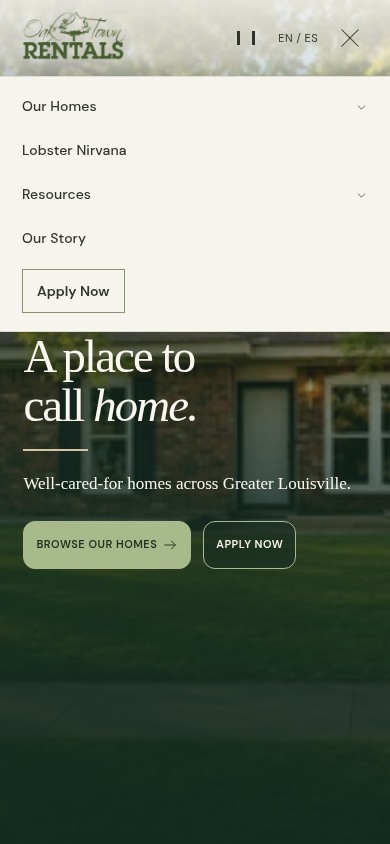 Oak Town
RENTALS
EN / ES
Our Homes
Lobster Nirvana
Resources
Our Story
Apply Now
A place to
call home.
Well-cared-for homes across Greater Louisville.
BROWSE OUR HOMES
APPLY NOW